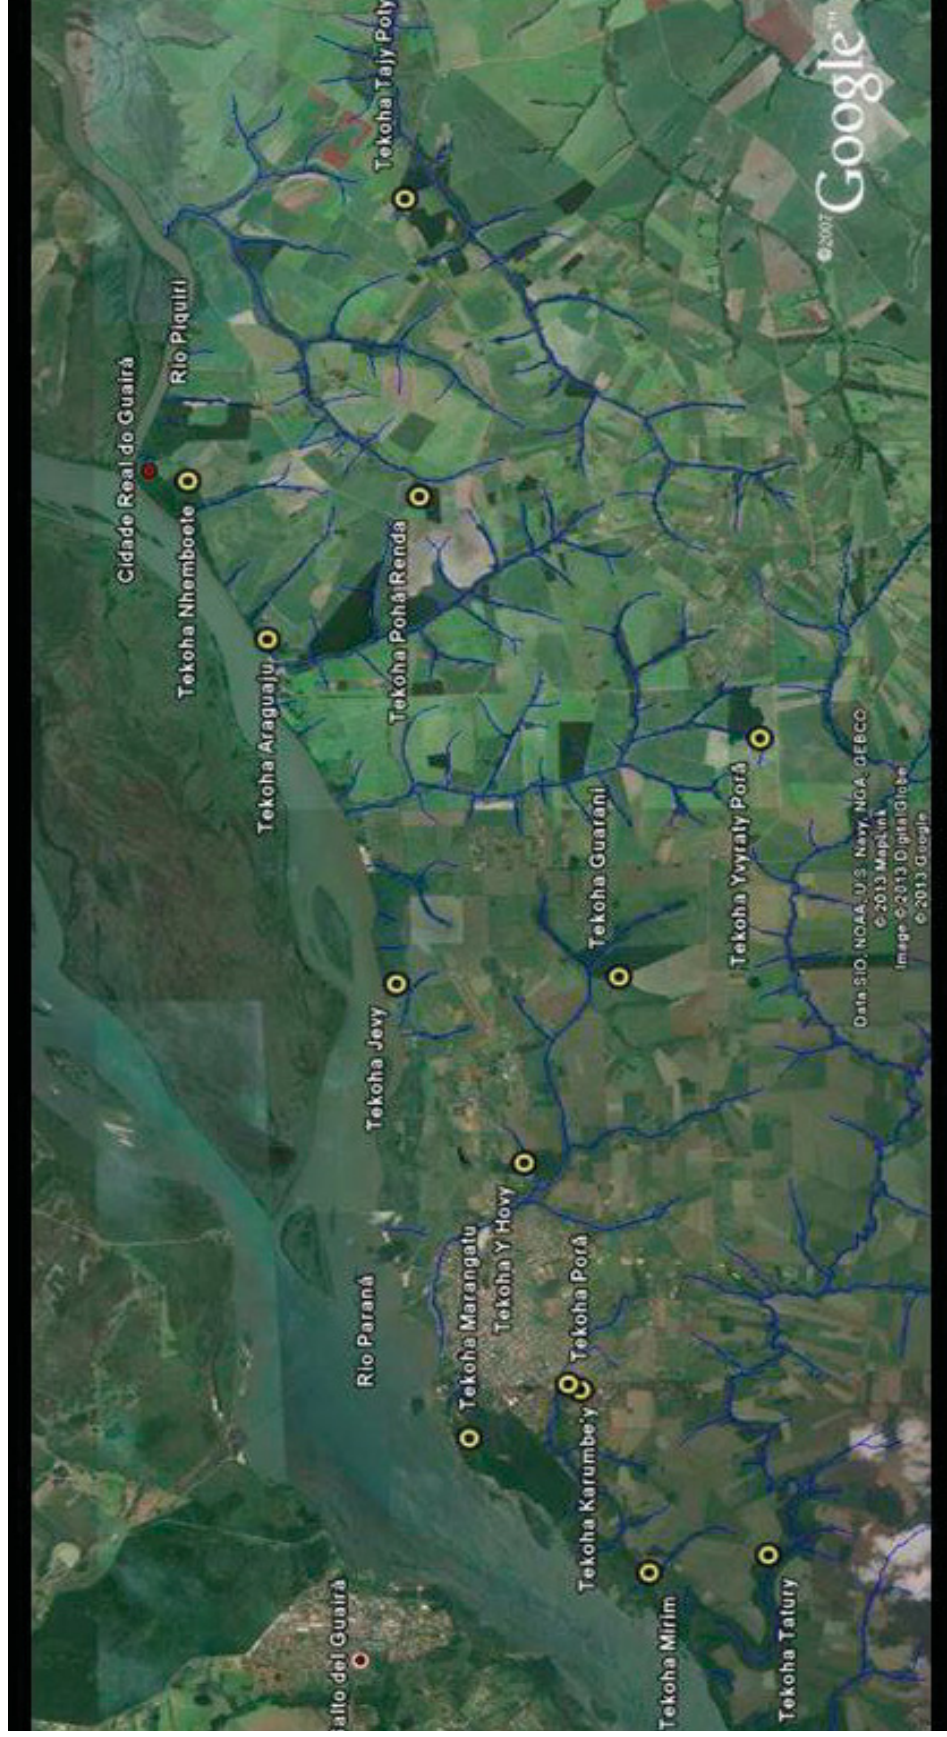 Salto del Guairá
Rio Paraná
Cidade Real do Guairá
Rio Piquiri
Tekoha Nhemboete
Tekoha Araguaju
Tekoha Tajy Poty
Tekoha Pohã Renda
Tekoha Jevy
Tekoha Marangatu
Tekoha Y Hovy
Tekoha Guarani
Tekoha Porã
Tekoha Karumbe'y
Tekoha Yvyraty Porã
Tekoha Mirim
Tekoha Tatury
©2007 Google™
Data SIO, NOAA, U.S. Navy, NGA, GEBCO
© 2013 MapLink
Image © 2013 DigitalGlobe
© 2013 Google